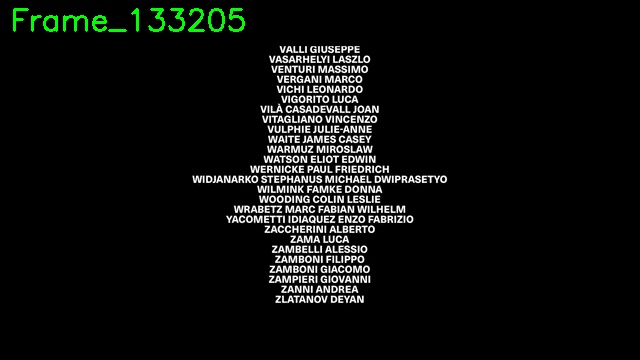 Frame_133205
VALLI GIUSEPPE
VASARHELYI LASZLO
VENTURI MASSIMO
VERGANI MARCO
VICHI LEONARDO
VIGORITO LUCA
VILÀ CASADEVALL JOAN
VITAGLIANO VINCENZO
VULPHIE JULIE-ANNE
WAITE JAMES CASEY
WARMUZ MIROSLAW
WATSON ELIOT EDWIN
WERNICKE PAUL FRIEDRICH
WIDJANARKO STEPHANUS MICHAEL DWIPRASETYO
WILMINK FAMKE DONNA
WOODING COLIN LESLIE
WRABETZ MARC FABIAN WILHELM
YACOMETTI IDIAQUEZ ENZO FABRIZIO
ZACCHERINI ALBERTO
ZAMA LUCA
ZAMBELLI ALESSIO
ZAMBONI FILIPPO
ZAMBONI GIACOMO
ZAMPIERI GIOVANNI
ZANNI ANDREA
ZLATANOV DEYAN